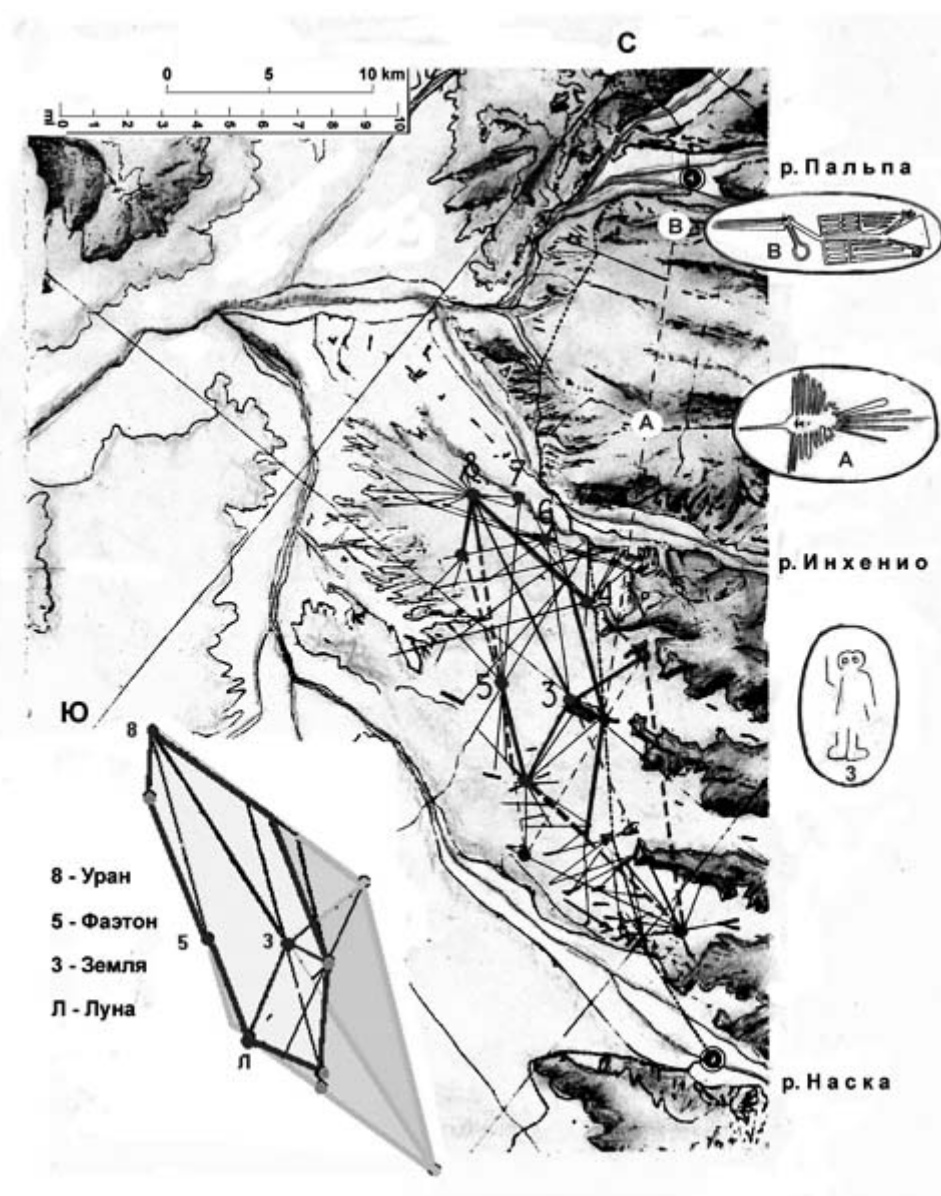 С
0 5 10 km
ml 0 1 2 3 4 5 6 7 8 9 10
р. Пальпа
В
В
А
А
8
7
6
р. Инхенио
5
3
3
Ю
8
8 - Уран
5 - Фаэтон
3 - Земля
Л - Луна
5
3
Л
р. Наска